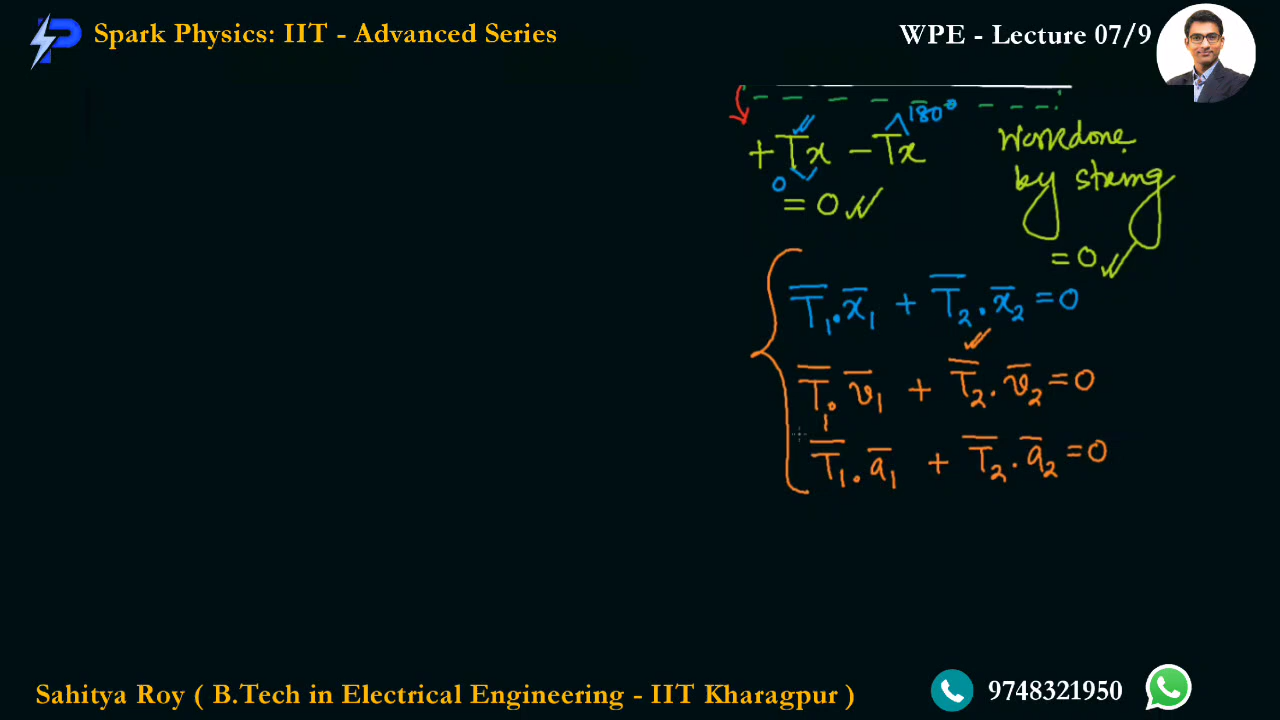 Spark Physics: IIT - Advanced Series
WPE - Lecture 07/9
180°
+Tx - Tx
0
= 0
Workdone
by string
= 0
T̅₁.x̅₁ + T̅₂.x̅₂ = 0
T̅₁.v̅₁ + T̅₂.v̅₂ = 0
T̅₁.a̅₁ + T̅₂.a̅₂ = 0
Sahitya Roy ( B.Tech in Electrical Engineering - IIT Kharagpur )
9748321950